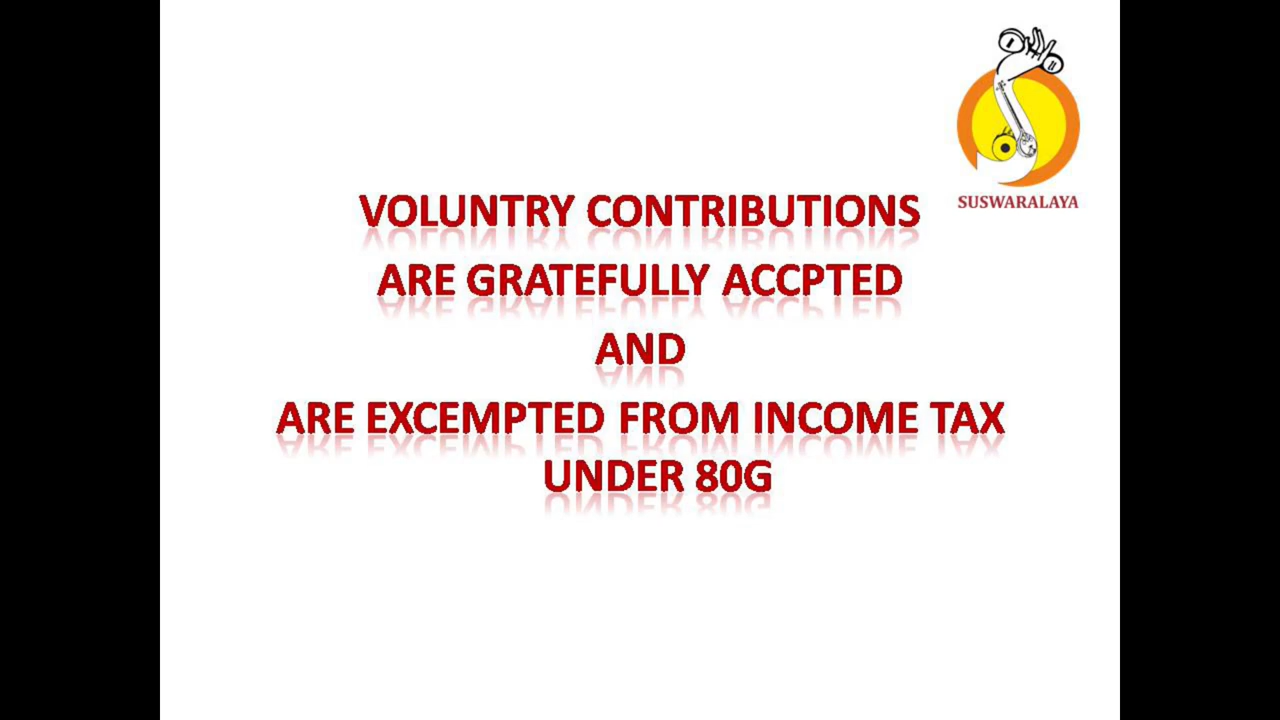 SUSWARALAYA
VOLUNTRY CONTRIBUTIONS
ARE GRATEFULLY ACCPTED
AND
ARE EXCEMPTED FROM INCOME TAX
UNDER 80G